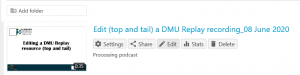 Add folder
Edit (top and tail) a DMU Replay recording_08 June 2020
Settings Share Edit Stats Delete
Processing podcast
Editing a DMU Replay
resource (top and tail)
0:35